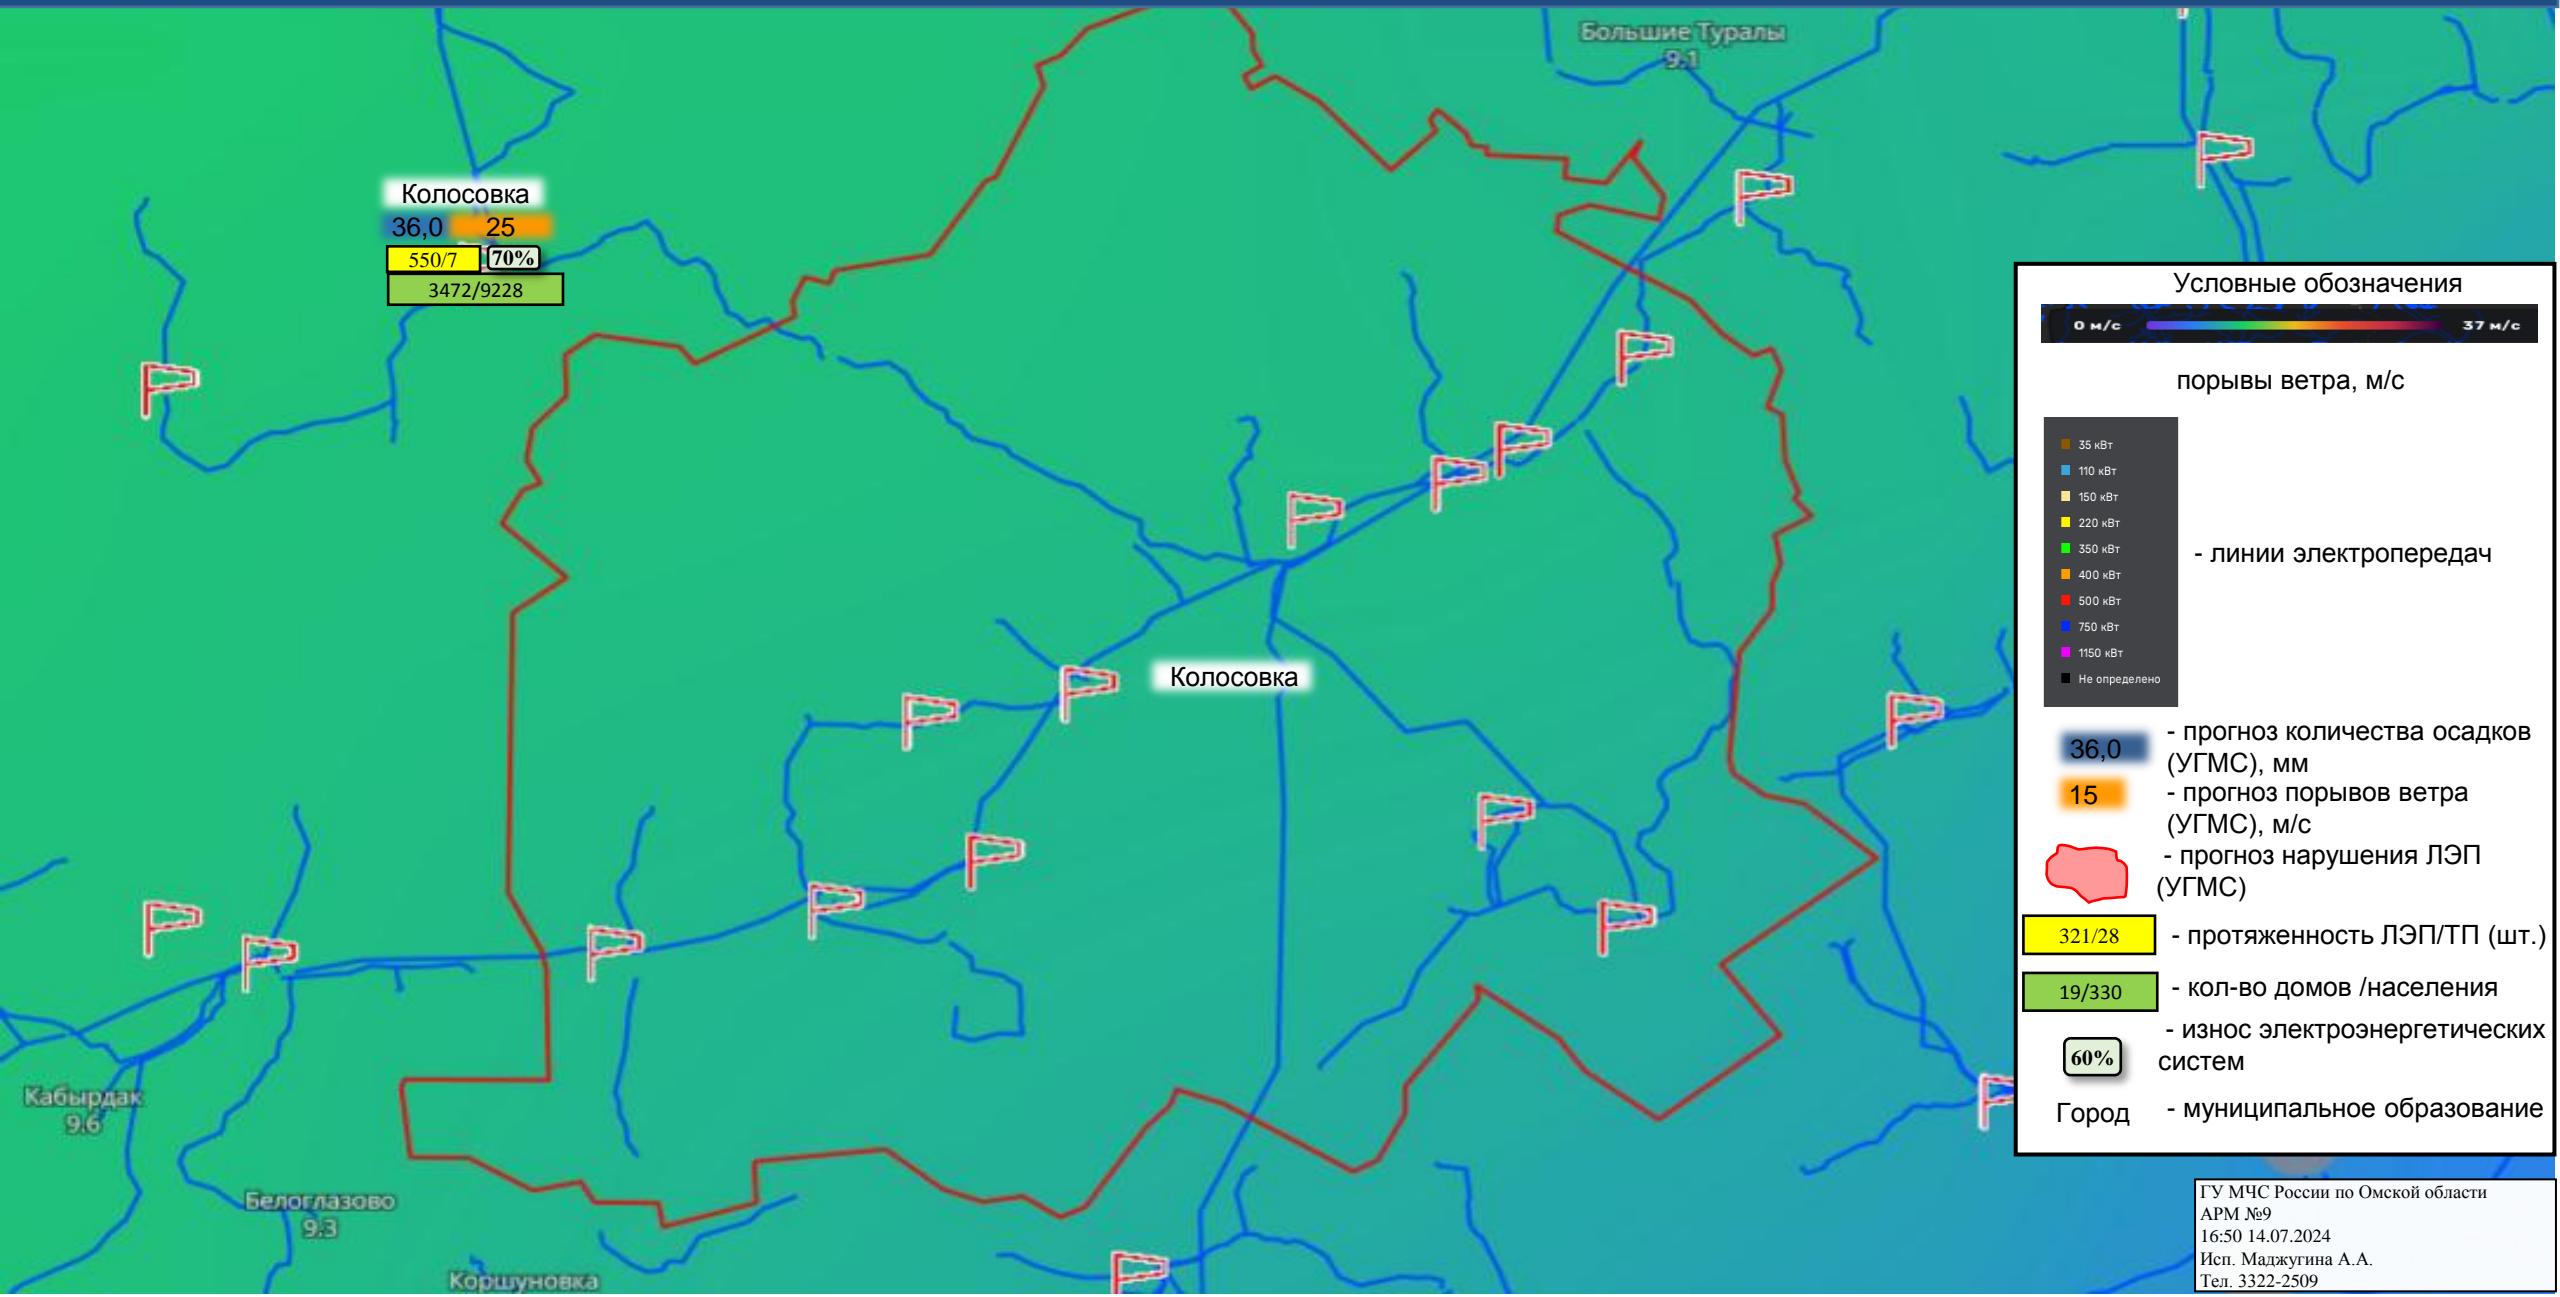 Большие Туралы
9.1
Колосовка
36,0 25
550/7 70%
3472/9228
Колосовка
Кабырдак
9.6
Белоглазово
9.3
Коршуновка
Условные обозначения
0 м/с 37 м/с
порывы ветра, м/с
35 кВт
110 кВт
150 кВт
220 кВт
350 кВт
400 кВт
500 кВт
750 кВт
1150 кВт
Не определено
- линии электропередач
36,0 - прогноз количества осадков
(УГМС), мм
15 - прогноз порывов ветра
(УГМС), м/с
- прогноз нарушения ЛЭП
(УГМС)
321/28 - протяженность ЛЭП/ТП (шт.)
19/330 - кол-во домов /населения
60% - износ электроэнергетических
систем
Город - муниципальное образование
ГУ МЧС России по Омской области
АРМ №9
16:50 14.07.2024
Исп. Маджугина А.А.
Тел. 3322-2509